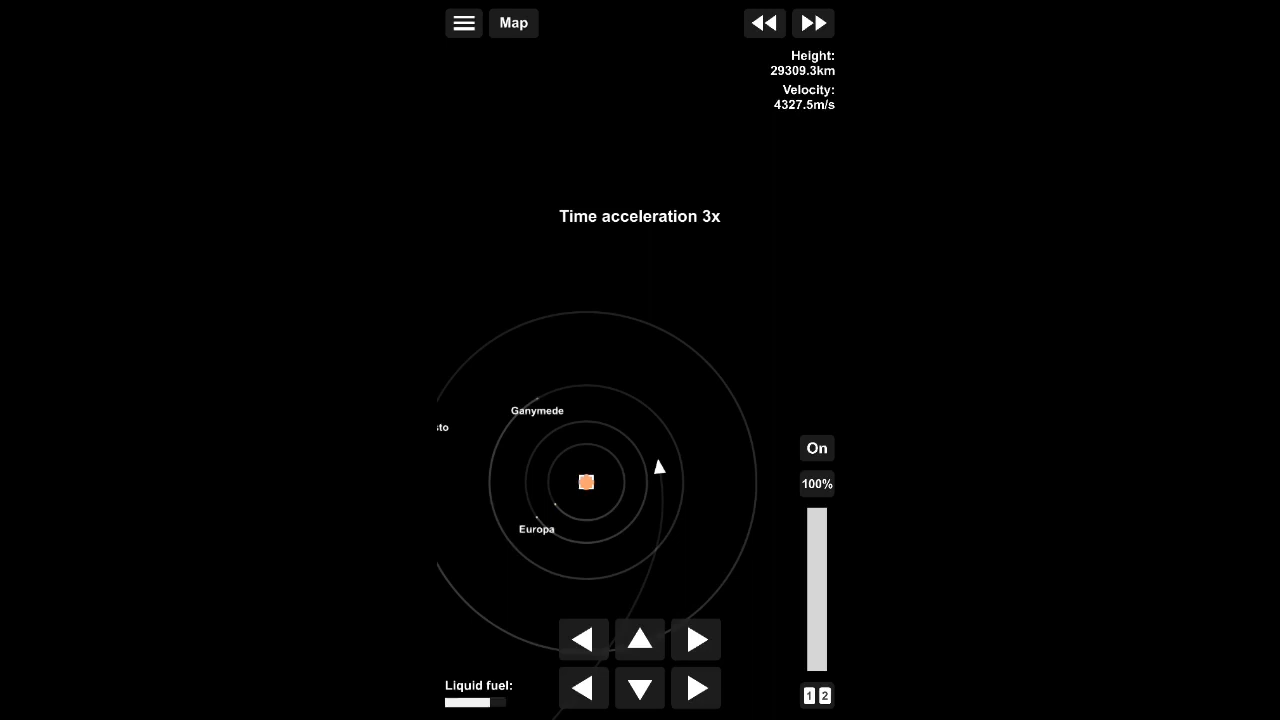 Map
Height:
29309.3km
Velocity:
4327.5m/s
Time acceleration 3x
Ganymede
sto
Europa
On
100%
Liquid fuel:
1 2